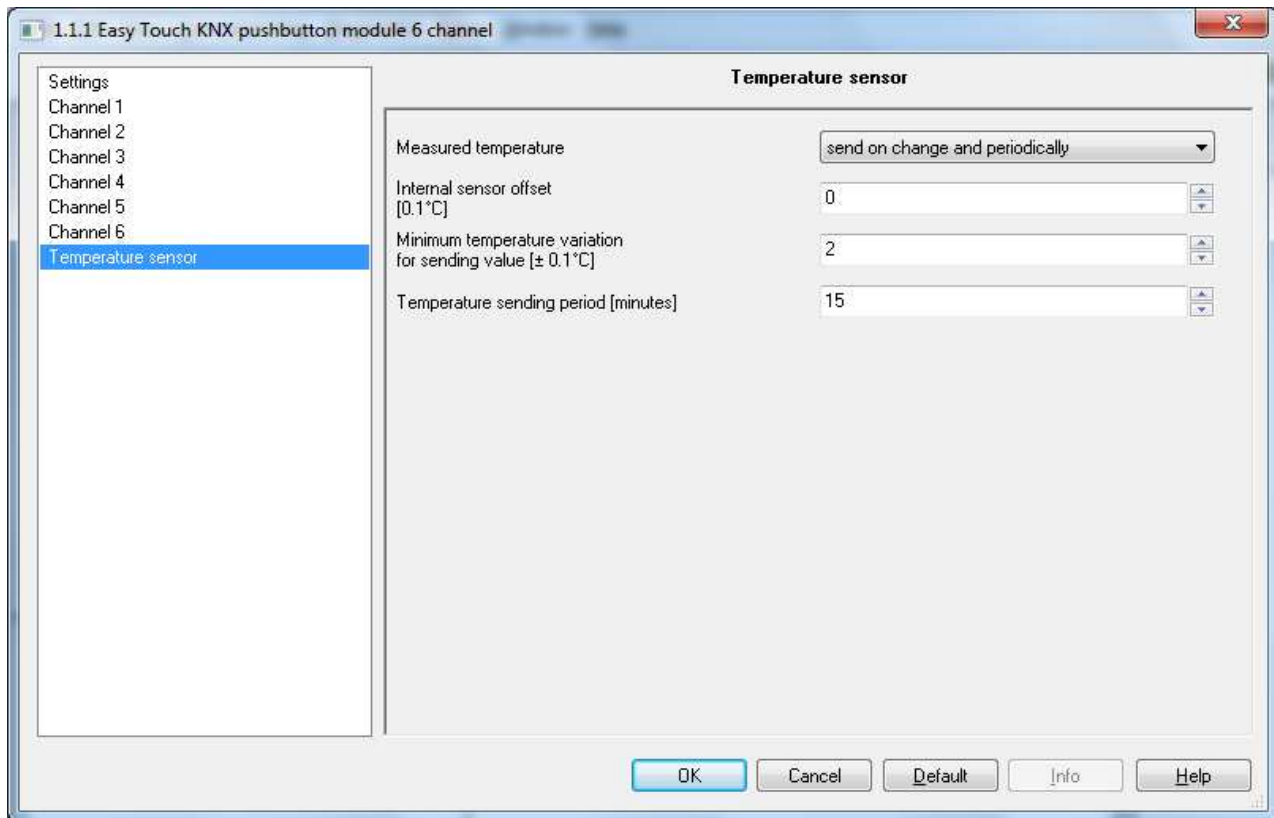 1.1.1 Easy Touch KNX pushbutton module 6 channel
Settings
Channel 1
Channel 2
Channel 3
Channel 4
Channel 5
Channel 6
Temperature sensor
Temperature sensor
Measured temperature
send on change and periodically
Internal sensor offset
[0.1°C]
0
Minimum temperature variation
for sending value [± 0.1°C]
2
Temperature sending period [minutes]
15
OK
Cancel
Default
Info
Help